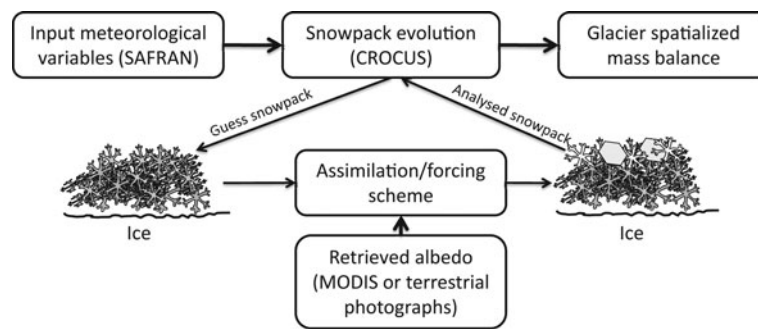 Input meteorological
variables (SAFRAN)
Snowpack evolution
(CROCUS)
Glacier spatialized
mass balance
Guess snowpack
Analysed snowpack
Assimilation/forcing
scheme
Ice
Ice
Retrieved albedo
(MODIS or terrestrial
photographs)